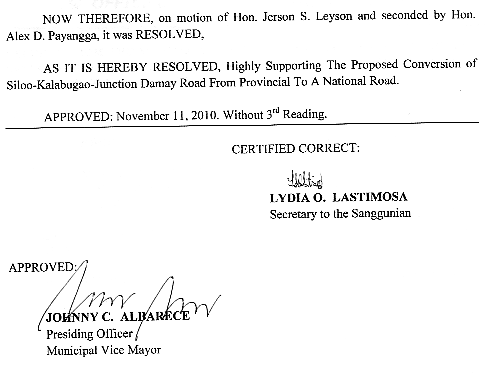 NOW THEREFORE, on motion of Hon. Jerson S. Leyson and seconded by Hon.
Alex D. Payangga, it was RESOLVED,
AS IT IS HEREBY RESOLVED, Highly Supporting The Proposed Conversion of
Siloo-Kalabugao-Junction Damay Road From Provincial To A National Road.
APPROVED: November 11, 2010. Without 3rd Reading.
CERTIFIED CORRECT:
LYDIA O. LASTIMOSA
Secretary to the Sanggunian
APPROVED:
JOHNNY C. ALBARECE
Presiding Officer
Municipal Vice Mayor